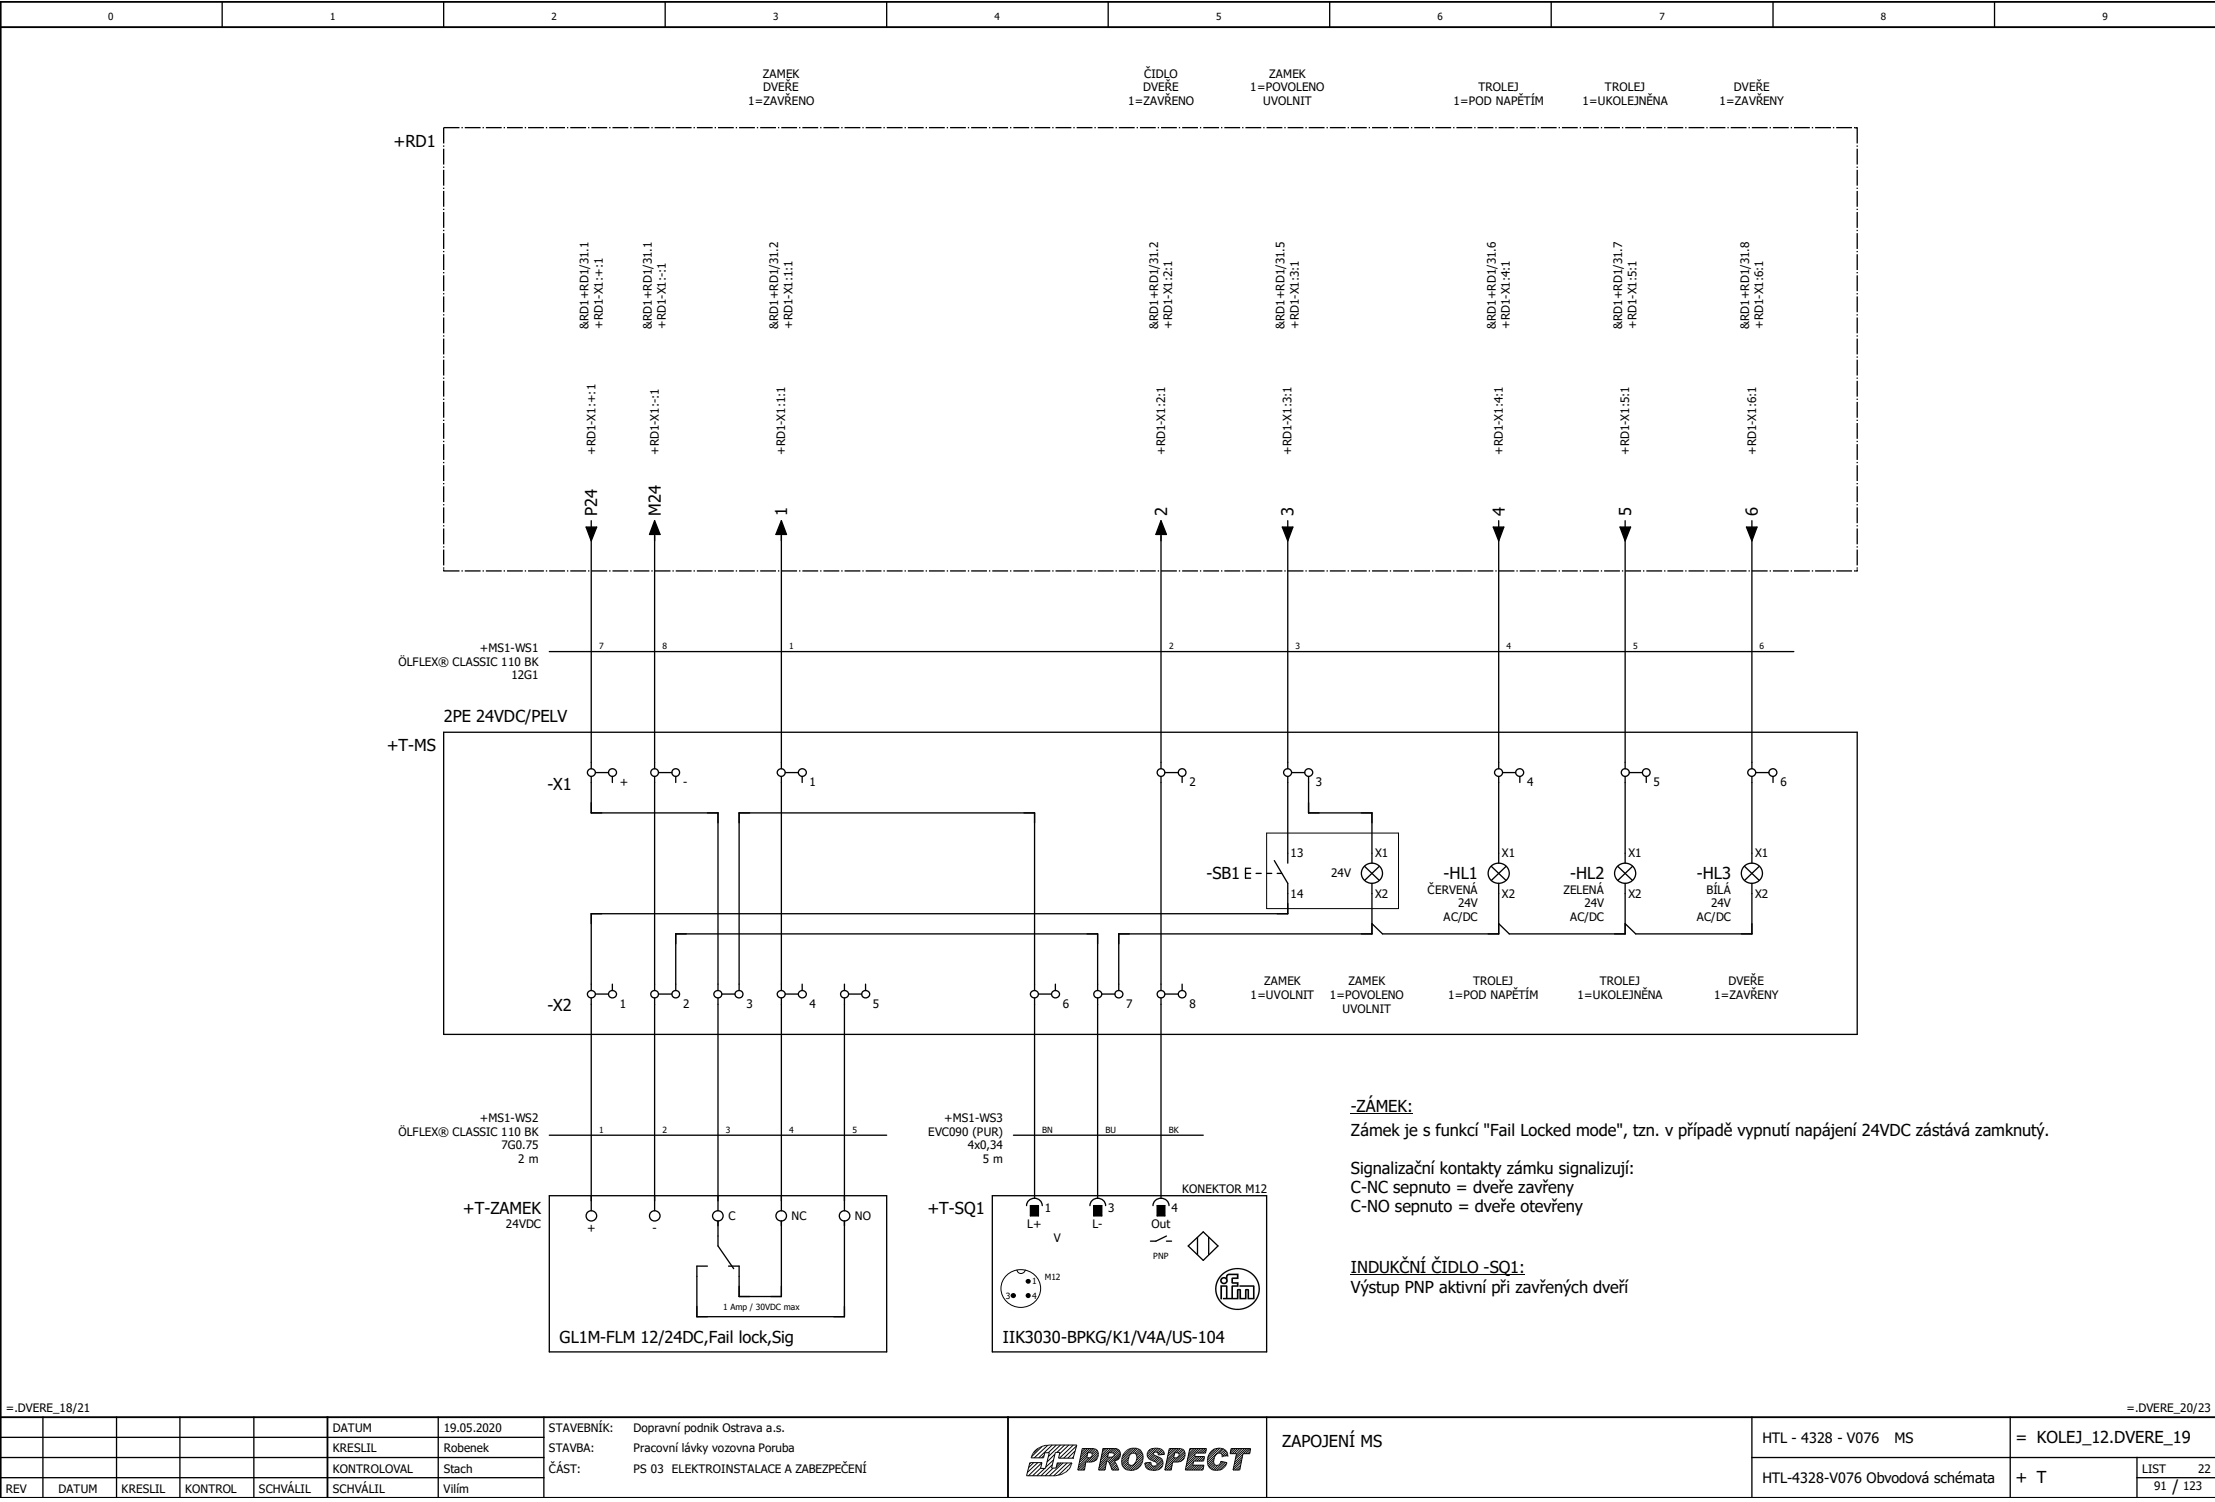 0 1 2 3 4 5 6 7 8 9
ZAMEK
DVEŘE
1=ZAVŘENO
ČIDLO
DVEŘE
1=ZAVŘENO
ZAMEK
1=POVOLENO
UVOLNIT
TROLEJ
1=POD NAPĚTÍM
TROLEJ
1=UKOLEJNĚNA
DVEŘE
1=ZAVŘENY
+RD1
&RD1+RD1/31.1
+RD1-X1:+:1
&RD1+RD1/31.1
+RD1-X1:-:1
&RD1+RD1/31.2
+RD1-X1:1:1
&RD1+RD1/31.2
+RD1-X1:2:1
&RD1+RD1/31.5
+RD1-X1:3:1
&RD1+RD1/31.6
+RD1-X1:4:1
&RD1+RD1/31.7
+RD1-X1:5:1
&RD1+RD1/31.8
+RD1-X1:6:1
+RD1-X1:+:1
+RD1-X1:-:1
+RD1-X1:1:1
+RD1-X1:2:1
+RD1-X1:3:1
+RD1-X1:4:1
+RD1-X1:5:1
+RD1-X1:6:1
P24 M24 1 2 3 4 5 6
+MS1-WS1
ÖLFLEX® CLASSIC 110 BK
12G1
7 8 1 2 3 4 5 6
2PE 24VDC/PELV
+T-MS
-X1 + - 1 2 3 4 5 6
-SB1 E
13
14
24V
X1
X2
-HL1
ČERVENÁ
24V
AC/DC
X1
X2
-HL2
ZELENÁ
24V
AC/DC
X1
X2
-HL3
BÍLÁ
24V
AC/DC
X1
X2
-X2 1 2 3 4 5 6 7 8
ZAMEK
1=UVOLNIT
ZAMEK
1=POVOLENO
UVOLNIT
TROLEJ
1=POD NAPĚTÍM
TROLEJ
1=UKOLEJNĚNA
DVEŘE
1=ZAVŘENY
+MS1-WS2
ÖLFLEX® CLASSIC 110 BK
7G0.75
2 m
1 2 3 4 5
+MS1-WS3
EVC090 (PUR)
4x0,34
5 m
BN BU BK
+T-ZAMEK
24VDC
+ - C NC NO
1 Amp / 30VDC max
GL1M-FLM 12/24DC,Fail lock,Sig
+T-SQ1
KONEKTOR M12
1 3 4
L+ L- Out
V
PNP
M12
1
3 4
ifm
IIK3030-BPKG/K1/V4A/US-104
-ZÁMEK:
Zámek je s funkcí "Fail Locked mode", tzn. v případě vypnutí napájení 24VDC zástává zamknutý.
Signalizační kontakty zámku signalizují:
C-NC sepnuto = dveře zavřeny
C-NO sepnuto = dveře otevřeny
INDUKČNÍ ČIDLO -SQ1:
Výstup PNP aktivní při zavřených dveří
=.DVERE_18/21
=.DVERE_20/23
DATUM 19.05.2020
KRESLIL Robenek
KONTROLOVAL Stach
REV DATUM KRESLIL KONTROL SCHVÁLIL SCHVÁLIL Vilím
STAVEBNÍK: Dopravní podnik Ostrava a.s.
STAVBA: Pracovní lávky vozovna Poruba
ČÁST: PS 03 ELEKTROINSTALACE A ZABEZPEČENÍ
PROSPECT
ZAPOJENÍ MS
HTL - 4328 - V076 MS
HTL-4328-V076 Obvodová schémata
= KOLEJ_12.DVERE_19
+ T
LIST 22
91 / 123